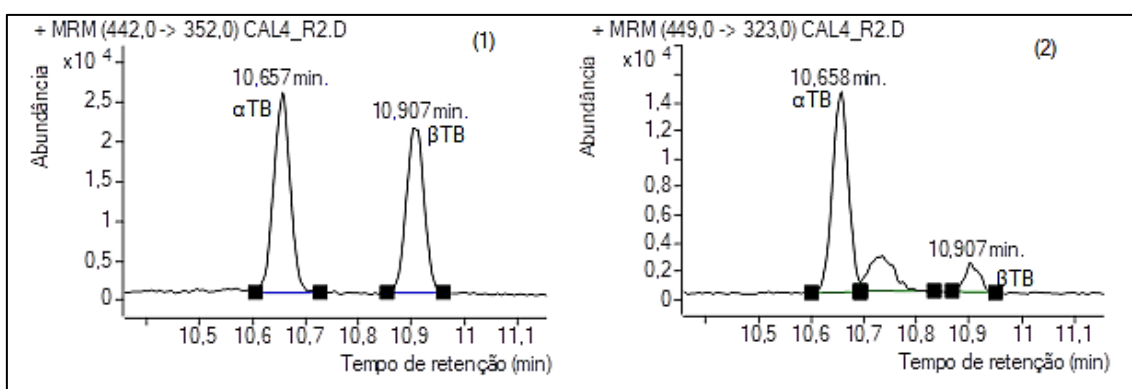 + MRM (442,0 -> 352,0) CAL4_R2.D
(1)
x10 4
Abundância
10,657 min.
αTB
10,907 min.
βTB
3
2,5
2
1,5
1
0,5
0
10,5 10,6 10,7 10,8 10,9 11 11,1
Tempo de retenção (min)
+ MRM (449,0 -> 323,0) CAL4_R2.D
(2)
x10 4
Abundância
10,658 min.
αTB
10,907 min.
βTB
1,4
1,2
1
0,8
0,6
0,4
0,2
0
10,5 10,6 10,7 10,8 10,9 11 11,1
Tempo de retenção (min)